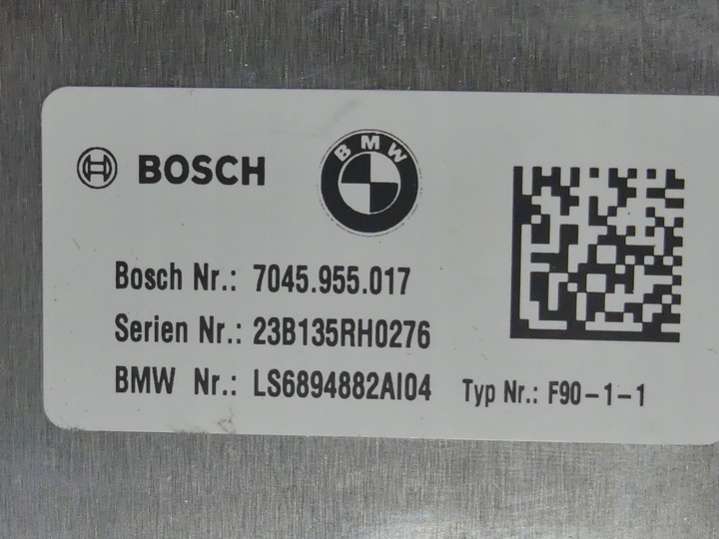 BOSCH
BMW
Bosch Nr.: 7045.955.017
Serien Nr.: 23B135RH0276
BMW Nr.: LS6894882AI04 Typ Nr.: F90-1-1